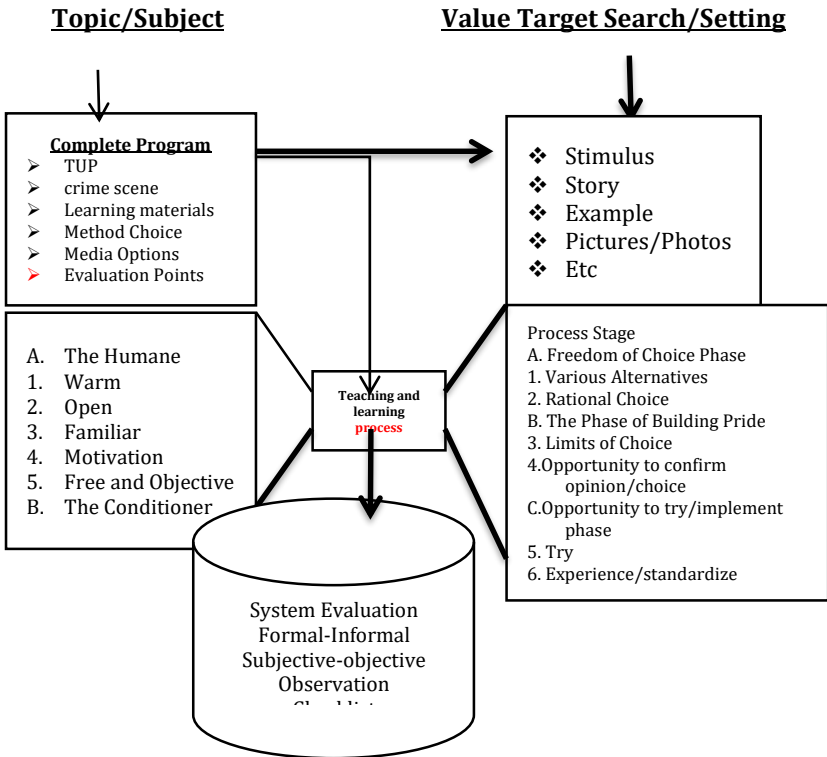 Topic/Subject
Value Target Search/Setting
Complete Program
TUP
crime scene
Learning materials
Method Choice
Media Options
Evaluation Points
Stimulus
Story
Example
Pictures/Photos
Etc
A. The Humane
1. Warm
2. Open
3. Familiar
4. Motivation
5. Free and Objective
B. The Conditioner
Teaching and
learning
process
Process Stage
A. Freedom of Choice Phase
1. Various Alternatives
2. Rational Choice
B. The Phase of Building Pride
3. Limits of Choice
4.Opportunity to confirm
opinion/choice
C.Opportunity to try/implement
phase
5. Try
6. Experience/standardize
System Evaluation
Formal-Informal
Subjective-objective
Observation